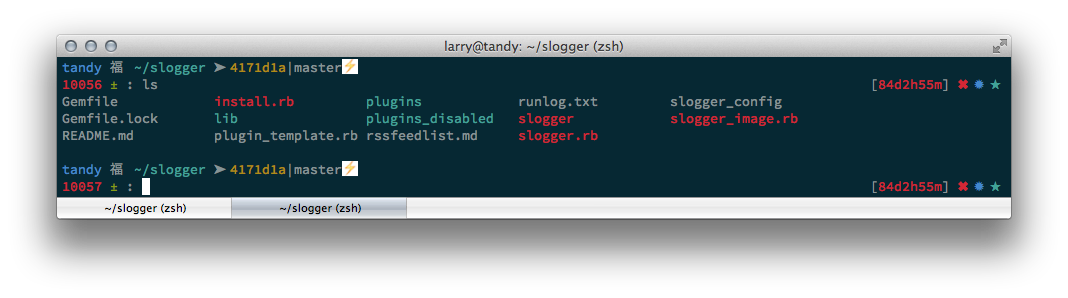 larry@tandy: ~/slogger (zsh)
tandy 福 ~/slogger ➤ 4171d1a|master⚡
10056 ± : ls [84d2h55m] ✖ ✹ ★
Gemfile install.rb plugins runlog.txt slogger_config
Gemfile.lock lib plugins_disabled slogger slogger_image.rb
README.md plugin_template.rb rssfeedlist.md slogger.rb
tandy 福 ~/slogger ➤ 4171d1a|master⚡
10057 ± : [84d2h55m] ✖ ✹ ★
~/slogger (zsh) ~/slogger (zsh)